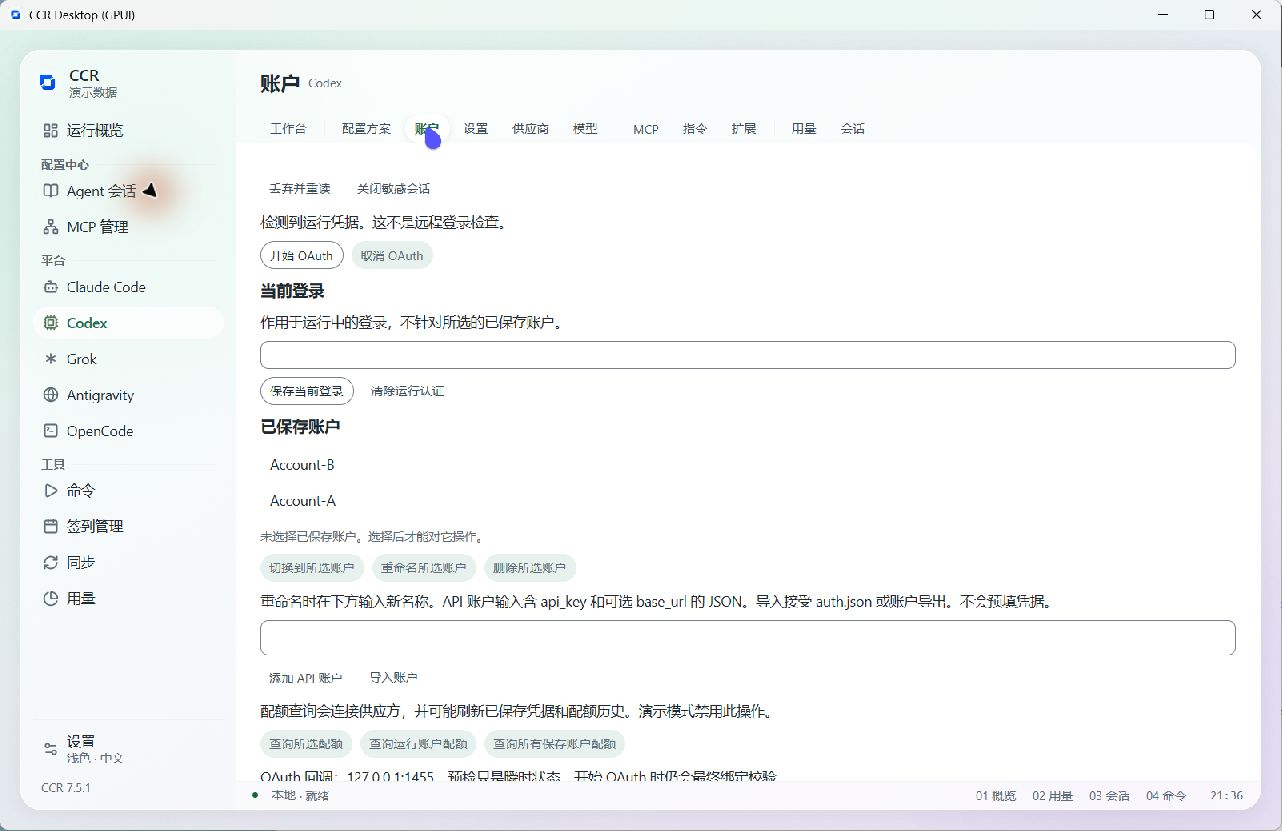 CCR Desktop (GPUI)
CCR
演示数据
运行概览
配置中心
Agent 会话
MCP 管理
平台
Claude Code
Codex
Grok
Antigravity
OpenCode
工具
命令
签到管理
同步
用量
设置
浅色 · 中文
CCR 7.5.1
账户 Codex
工作台 配置方案 账户 设置 供应商 模型 MCP 指令 扩展 用量 会话
丢弃并重读 关闭敏感会话
检测到运行凭据。这不是远程登录检查。
开始 OAuth 取消 OAuth
当前登录
作用于运行中的登录，不针对所选的已保存账户。
保存当前登录 清除运行认证
已保存账户
Account-B
Account-A
未选择已保存账户。选择后才能对它操作。
切换到所选账户 重命名所选账户 删除所选账户
重命名时在下方输入新名称。API 账户输入含 api_key 和可选 base_url 的 JSON。导入接受 auth.json 或账户导出。不会预填凭据。
添加 API 账户 导入账户
配额查询会连接供应方，并可能刷新已保存凭据和配额历史。演示模式禁用此操作。
查询所选配额 查询运行账户配额 查询所有保存账户配额
OAuth 回调：127.0.0.1:1455，预检只是瞬时状态，开始 OAuth 时仍会最终绑定校验
本地 · 就绪
01 概览 02 用量 03 会话 04 命令 21:36